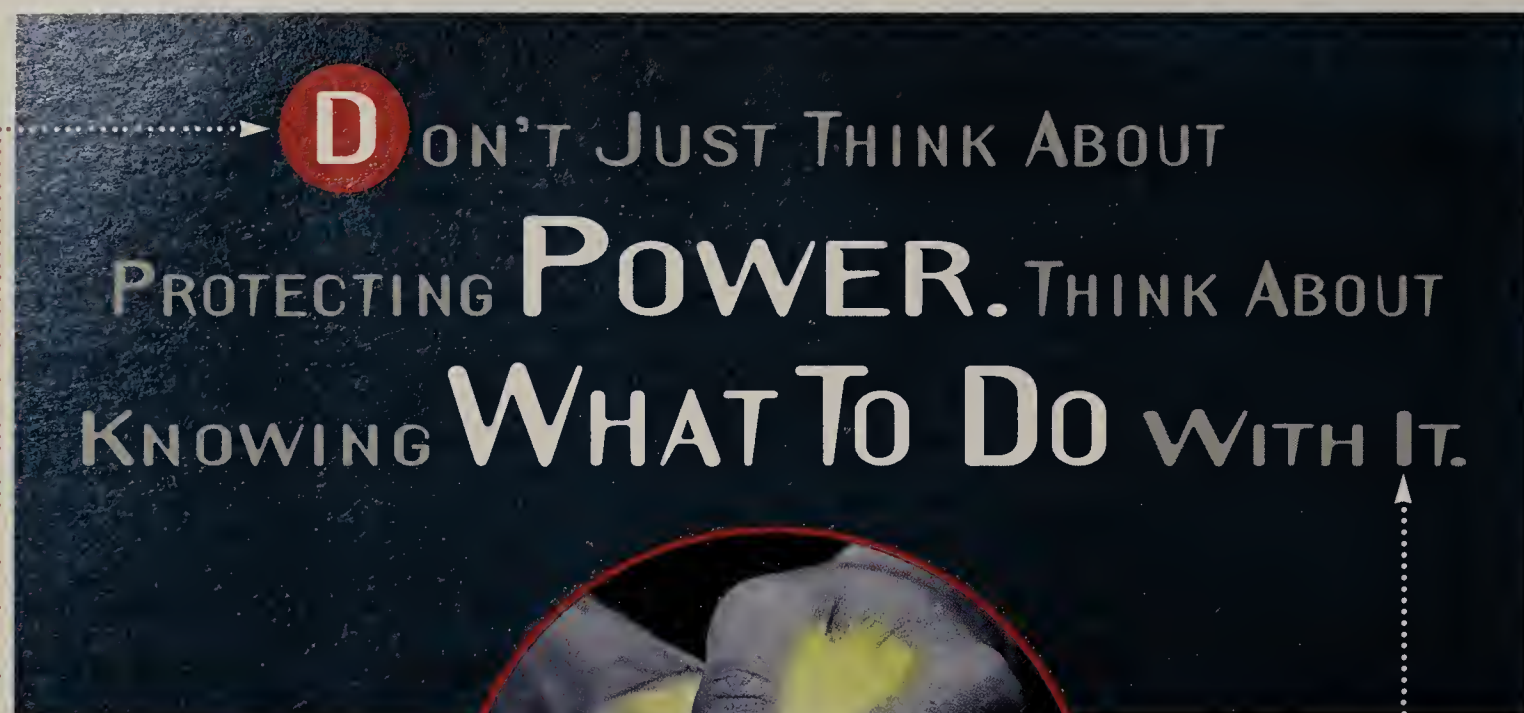 Don't Just Think About
Protecting Power. Think About
Knowing What To Do With It.